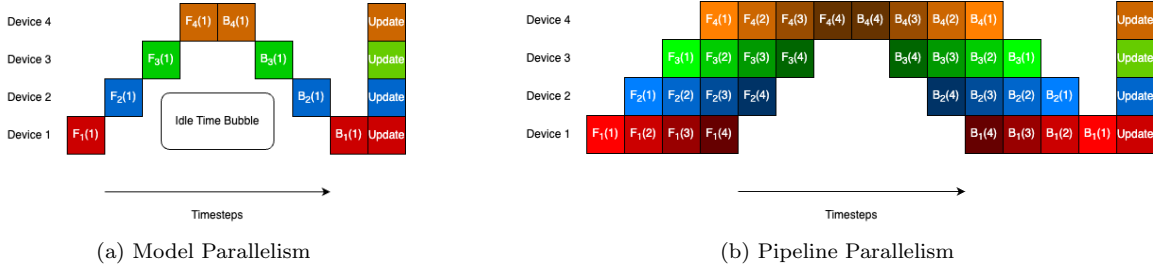 Device 4 F4(1) B4(1) Update
Device 3 F3(1) B3(1) Update
Device 2 F2(1) B2(1) Update
Idle Time Bubble
Device 1 F1(1) B1(1) Update
Timesteps
(a) Model Parallelism
Device 4 F4(1) F4(2) F4(3) F4(4) B4(4) B4(3) B4(2) B4(1) Update
Device 3 F3(1) F3(2) F3(3) F3(4) B3(4) B3(3) B3(2) B3(1) Update
Device 2 F2(1) F2(2) F2(3) F2(4) B2(4) B2(3) B2(2) B2(1) Update
Device 1 F1(1) F1(2) F1(3) F1(4) B1(4) B1(3) B1(2) B1(1) Update
Timesteps
(b) Pipeline Parallelism